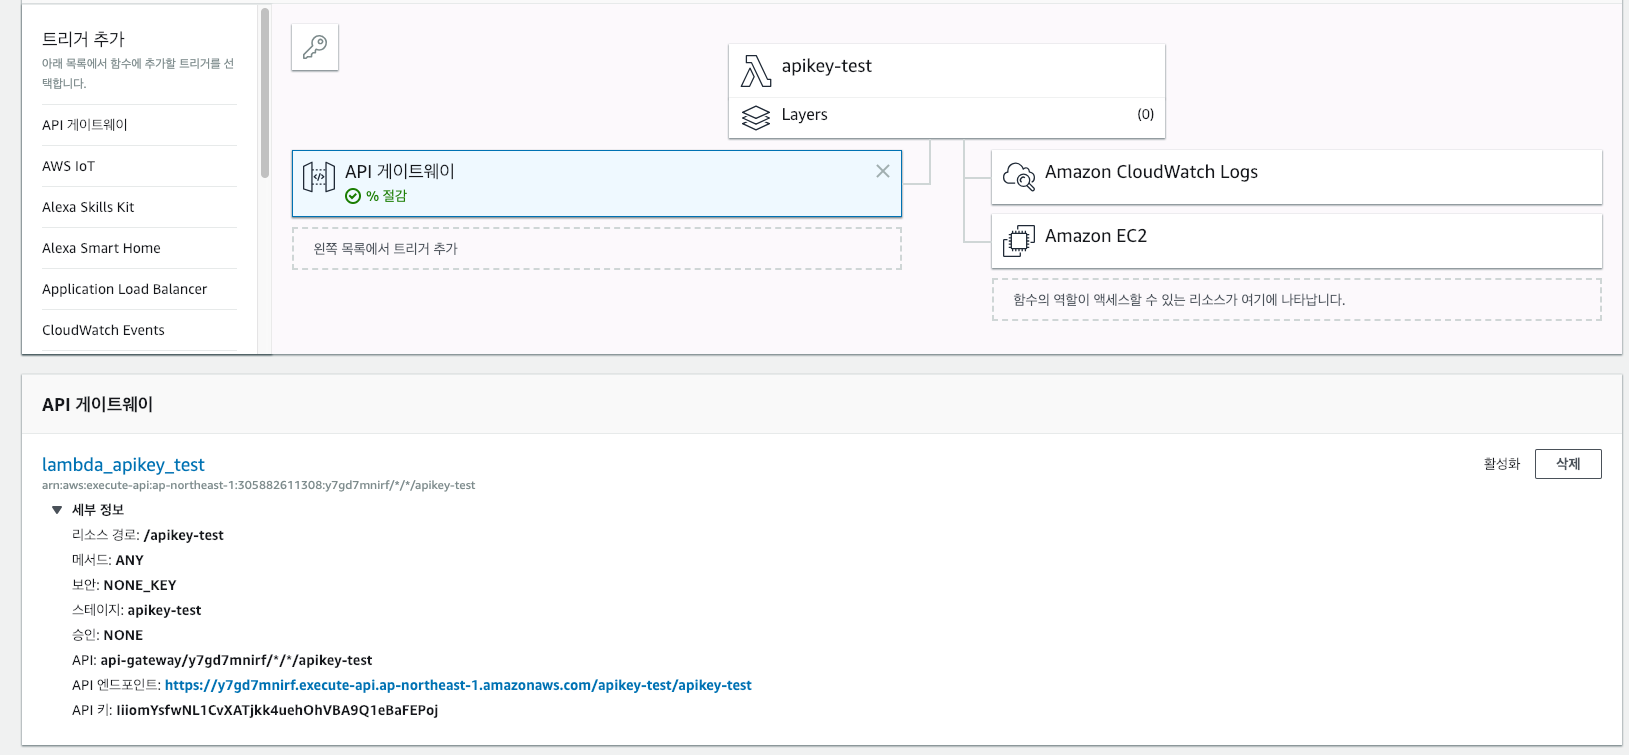 트리거 추가
아래 목록에서 함수에 추가할 트리거를 선
택합니다.
API 게이트웨이
AWS IoT
Alexa Skills Kit
Alexa Smart Home
Application Load Balancer
CloudWatch Events
apikey-test
Layers (0)
API 게이트웨이
% 절감
왼쪽 목록에서 트리거 추가
Amazon CloudWatch Logs
Amazon EC2
함수의 역할이 액세스할 수 있는 리소스가 여기에 나타납니다.
API 게이트웨이
lambda_apikey_test 활성화 삭제
arn:aws:execute-api:ap-northeast-1:305882611308:y7gd7mnirf/*/*/apikey-test
▼ 세부 정보
리소스 경로: /apikey-test
메서드: ANY
보안: NONE_KEY
스테이지: apikey-test
승인: NONE
API: api-gateway/y7gd7mnirf/*/*/apikey-test
API 엔드포인트: https://y7gd7mnirf.execute-api.ap-northeast-1.amazonaws.com/apikey-test/apikey-test
API 키: IiiomYsfwNL1CvXATjkk4uehOhVBA9Q1eBaFEPoj